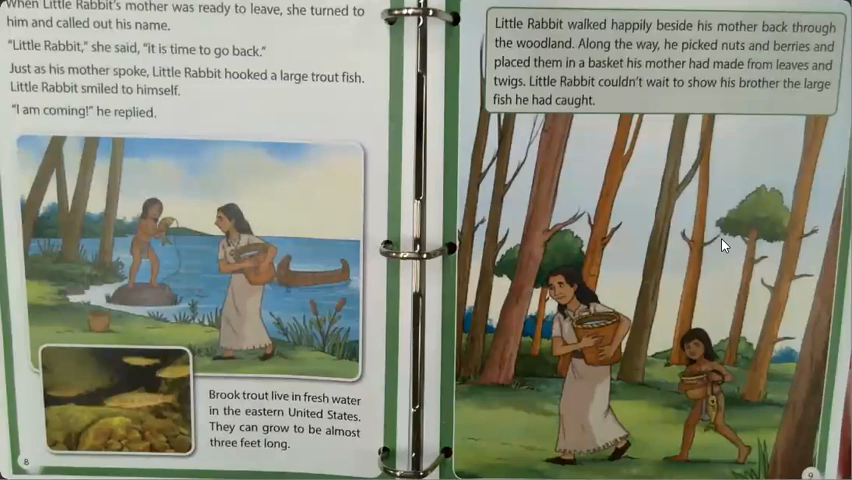 When Little Rabbit's mother was ready to leave, she turned to
him and called out his name.
"Little Rabbit," she said, "it is time to go back."
Just as his mother spoke, Little Rabbit hooked a large trout fish.
Little Rabbit smiled to himself.
"I am coming!" he replied.
Brook trout live in fresh water
in the eastern United States.
They can grow to be almost
three feet long.
8
Little Rabbit walked happily beside his mother back through
the woodland. Along the way, he picked nuts and berries and
placed them in a basket his mother had made from leaves and
twigs. Little Rabbit couldn't wait to show his brother the large
fish he had caught.
9